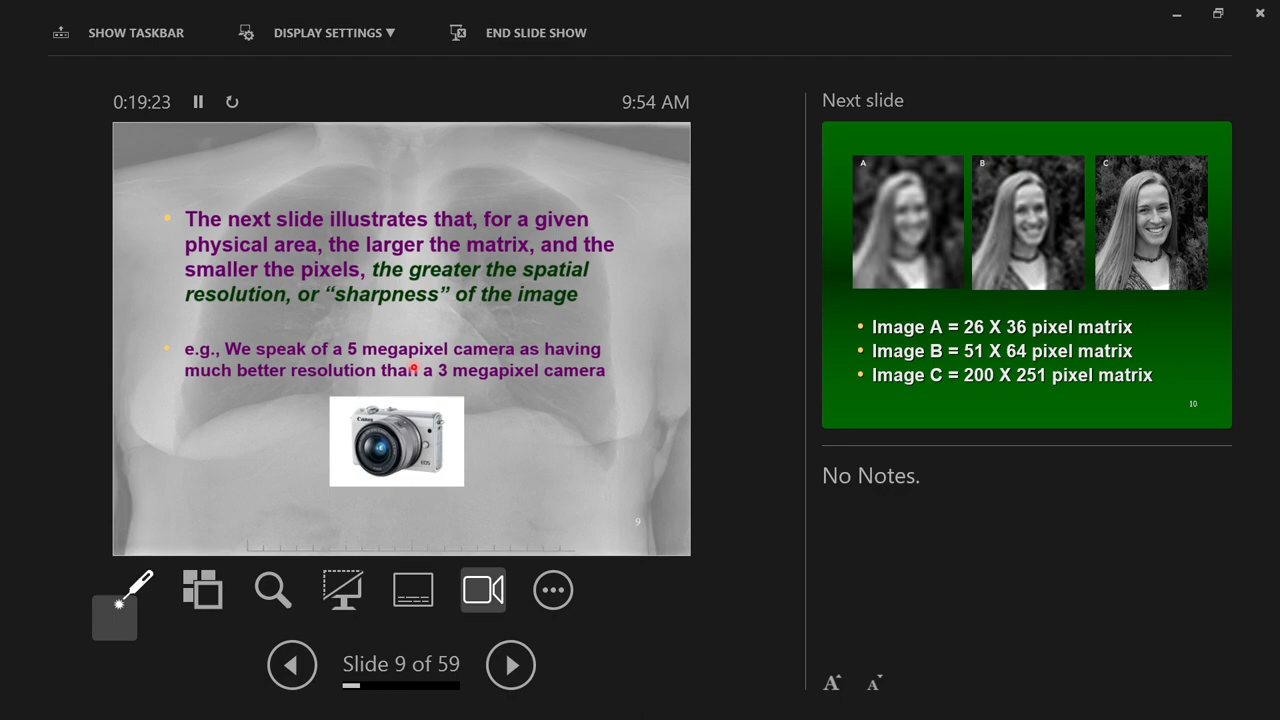 SHOW TASKBAR
DISPLAY SETTINGS ▼
END SLIDE SHOW
0:19:23
9:54 AM
• The next slide illustrates that, for a given
physical area, the larger the matrix, and the
smaller the pixels, the greater the spatial
resolution, or “sharpness” of the image
• e.g., We speak of a 5 megapixel camera as having
much better resolution than a 3 megapixel camera
Canon
EOS
9
Slide 9 of 59
Next slide
A
B
C
• Image A = 26 X 36 pixel matrix
• Image B = 51 X 64 pixel matrix
• Image C = 200 X 251 pixel matrix
10
No Notes.
A
A